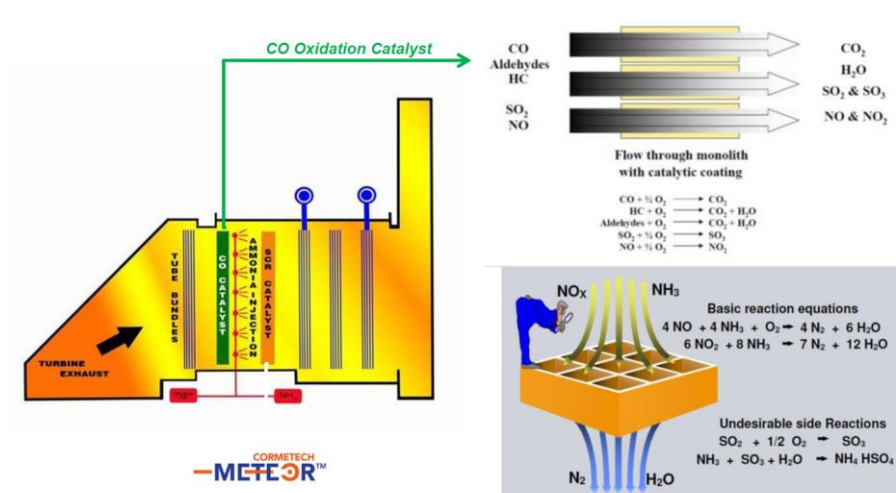 CO Oxidation Catalyst
CO
Aldehydes
HC
SO₂
NO
CO₂
H₂O
SO₂ & SO₃
NO & NO₂
Flow through monolith
with catalytic coating
CO + ½ O₂ → CO₂
HC + O₂ → CO₂ + H₂O
Aldehydes + O₂ → CO₂ + H₂O
SO₂ + ½ O₂ → SO₃
NO + ½ O₂ → NO₂
TUBE BUNDLES
CO CATALYST
AMMONIA INJECTION
SCR CATALYST
TURBINE
EXHAUST
CORMETECH
METEOR™
NOX
NH₃
Basic reaction equations
4 NO + 4 NH₃ + O₂ → 4 N₂ + 6 H₂O
6 NO₂ + 8 NH₃ → 7 N₂ + 12 H₂O
Undesirable side Reactions
SO₂ + 1/2 O₂ → SO₃
NH₃ + SO₃ + H₂O → NH₄ HSO₄
N₂
H₂O